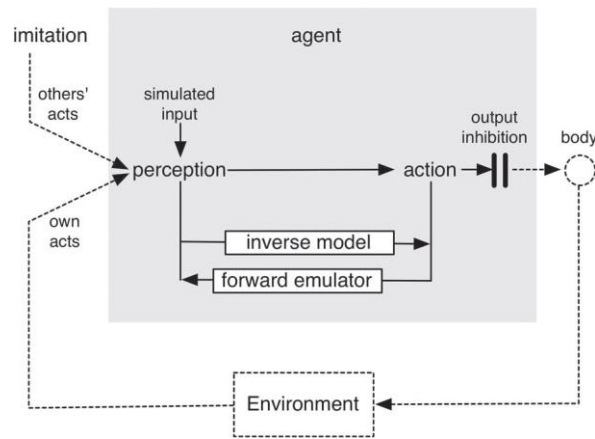 imitation
agent
others'
acts
simulated
input
output
inhibition
body
perception
action
own
acts
inverse model
forward emulator
Environment